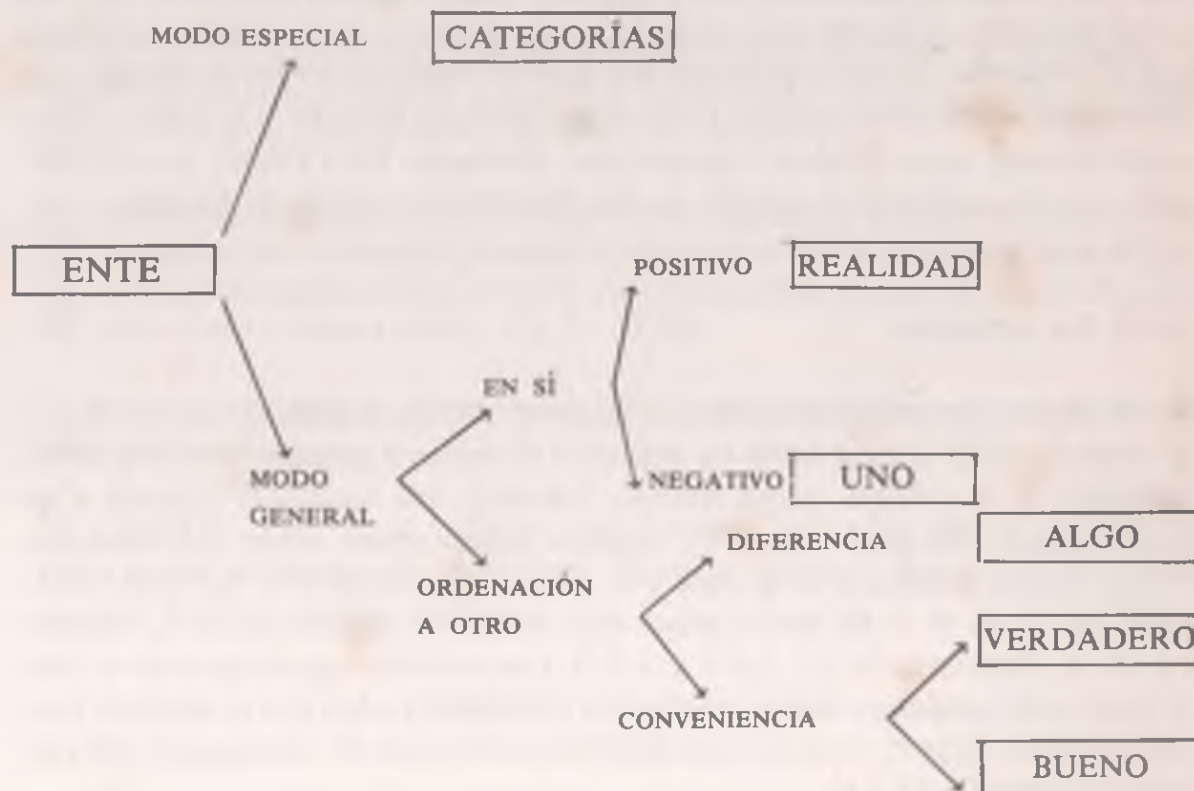 MODO ESPECIAL CATEGORÍAS
ENTE
POSITIVO REALIDAD
EN SÍ
MODO
GENERAL
NEGATIVO UNO
ALGO
DIFERENCIA
ORDENACIÓN
A OTRO
VERDADERO
CONVENIENCIA
BUENO